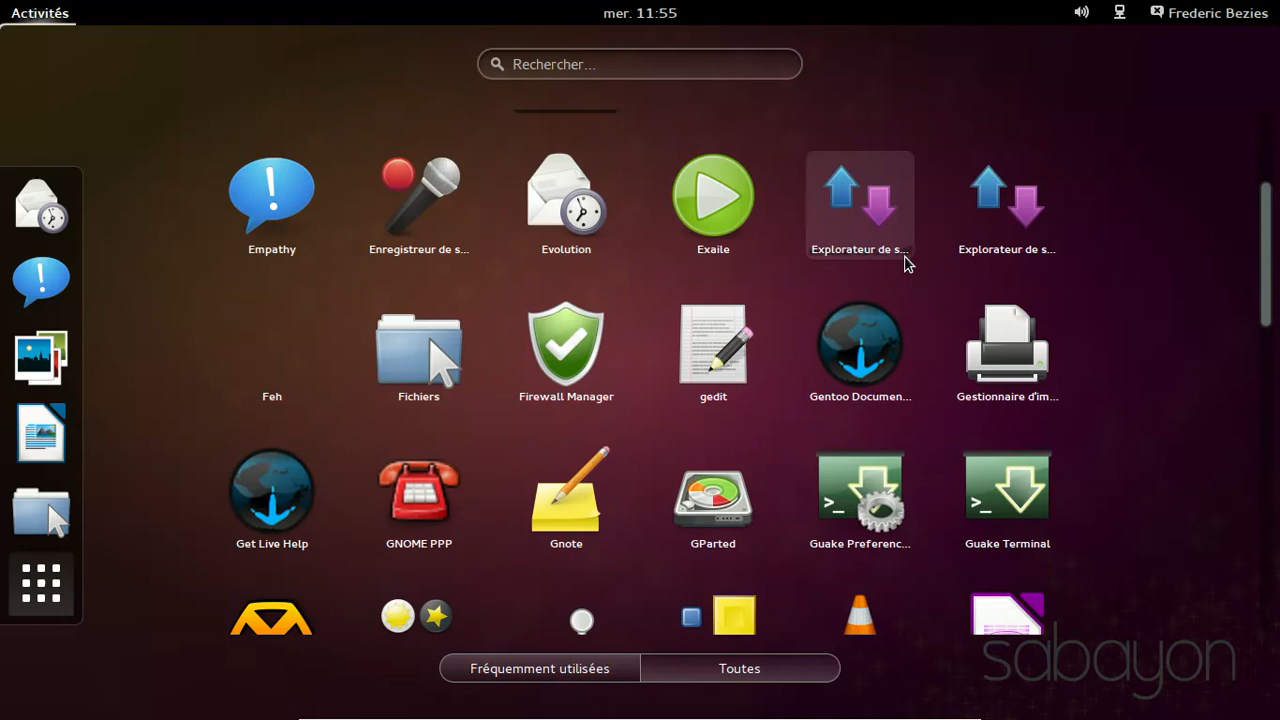 Activités
mer. 11:55
Frederic Bezies
Rechercher...
Empathy
Enregistreur de s...
Evolution
Exaile
Explorateur de s...
Explorateur de s...
Feh
Fichiers
Firewall Manager
gedit
Gentoo Documen...
Gestionnaire d'im...
Get Live Help
GNOME PPP
Gnote
GParted
Guake Preferenc...
Guake Terminal
sabayon
Fréquemment utilisées
Toutes